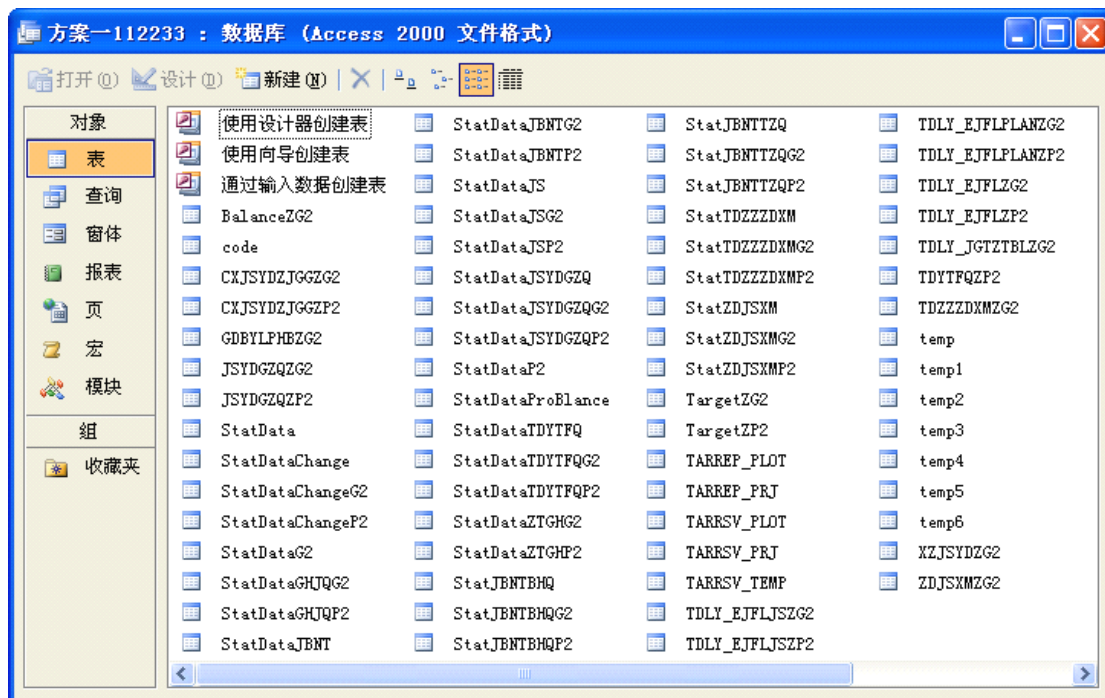 方案一112233 : 数据库 (Access 2000 文件格式)
打开(O) 设计(D) 新建(N)
对象
表
查询
窗体
报表
页
宏
模块
组
收藏夹
使用设计器创建表
使用向导创建表
通过输入数据创建表
BalanceZG2
code
CXJSYDZJGGZG2
CXJSYDZJGGZP2
GDBYLPHBZG2
JSYDGZQZG2
JSYDGZQZP2
StatData
StatDataChange
StatDataChangeG2
StatDataChangeP2
StatDataG2
StatDataGHJQG2
StatDataGHJQP2
StatDataJBNT
StatDataJBNTG2
StatDataJBNTP2
StatDataJS
StatDataJSG2
StatDataJSP2
StatDataJSYDGZQ
StatDataJSYDGZQG2
StatDataJSYDGZQP2
StatDataP2
StatDataProBlance
StatDataTDYTFQ
StatDataTDYTFQG2
StatDataTDYTFQP2
StatDataZTGHG2
StatDataZTGHP2
StatJBNTBHQ
StatJBNTBHQG2
StatJBNTBHQP2
StatJBNTTZQ
StatJBNTTZQG2
StatJBNTTZQP2
StatTDZZZDXM
StatTDZZZDXMG2
StatTDZZZDXMP2
StatZDJSXM
StatZDJSXMG2
StatZDJSXMP2
TargetZG2
TargetZP2
TARREP_PLOT
TARREP_PRJ
TARRSV_PLOT
TARRSV_PRJ
TARRSV_TEMP
TDLY_EJFLJSZG2
TDLY_EJFLJSZP2
TDLY_EJFLPLANZG2
TDLY_EJFLPLANZP2
TDLY_EJFLZG2
TDLY_EJFLZP2
TDLY_JGTZTBLZG2
TDYTFQZP2
TDZZZDXMZG2
temp
temp1
temp2
temp3
temp4
temp5
temp6
XZJSYDZG2
ZDJSXMZG2